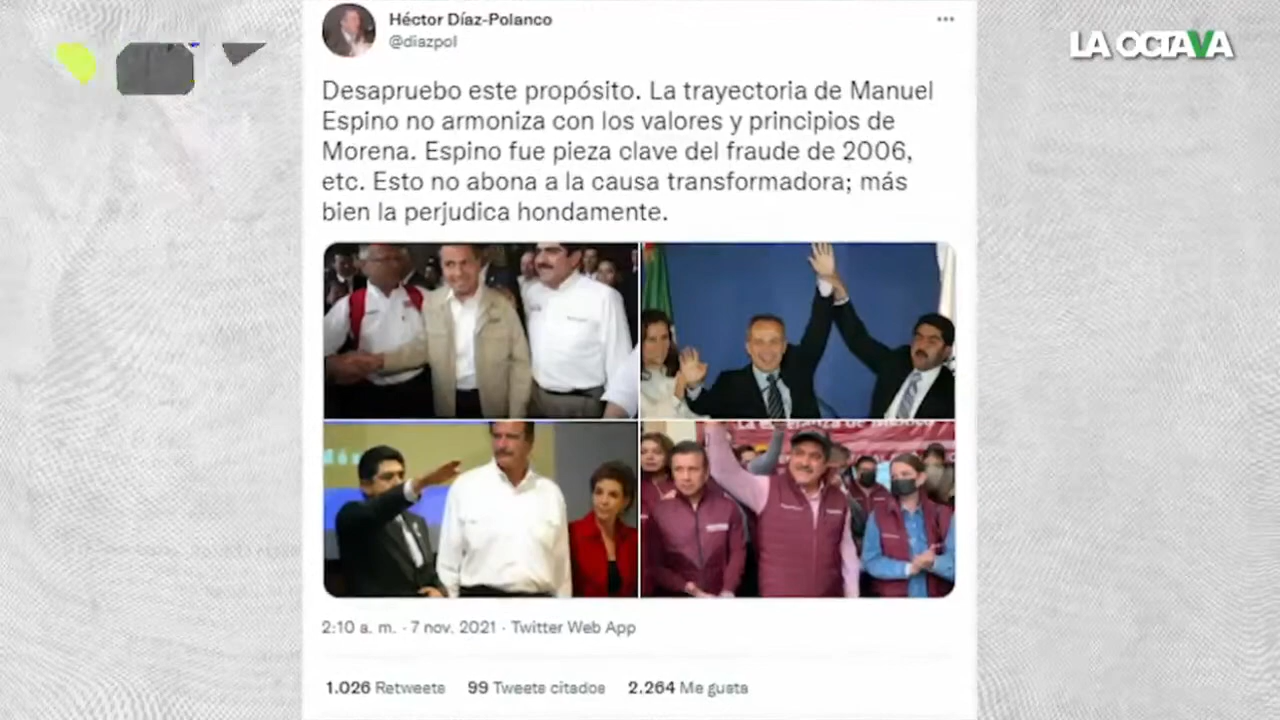 Héctor Díaz-Polanco
@diazpol
LA OCTAVA
Desapruebo este propósito. La trayectoria de Manuel
Espino no armoniza con los valores y principios de
Morena. Espino fue pieza clave del fraude de 2006,
etc. Esto no abona a la causa transformadora; más
bien la perjudica hondamente.
2:10 a. m. · 7 nov. 2021 · Twitter Web App
1.026 Retweets 99 Tweets citados 2.264 Me gusta